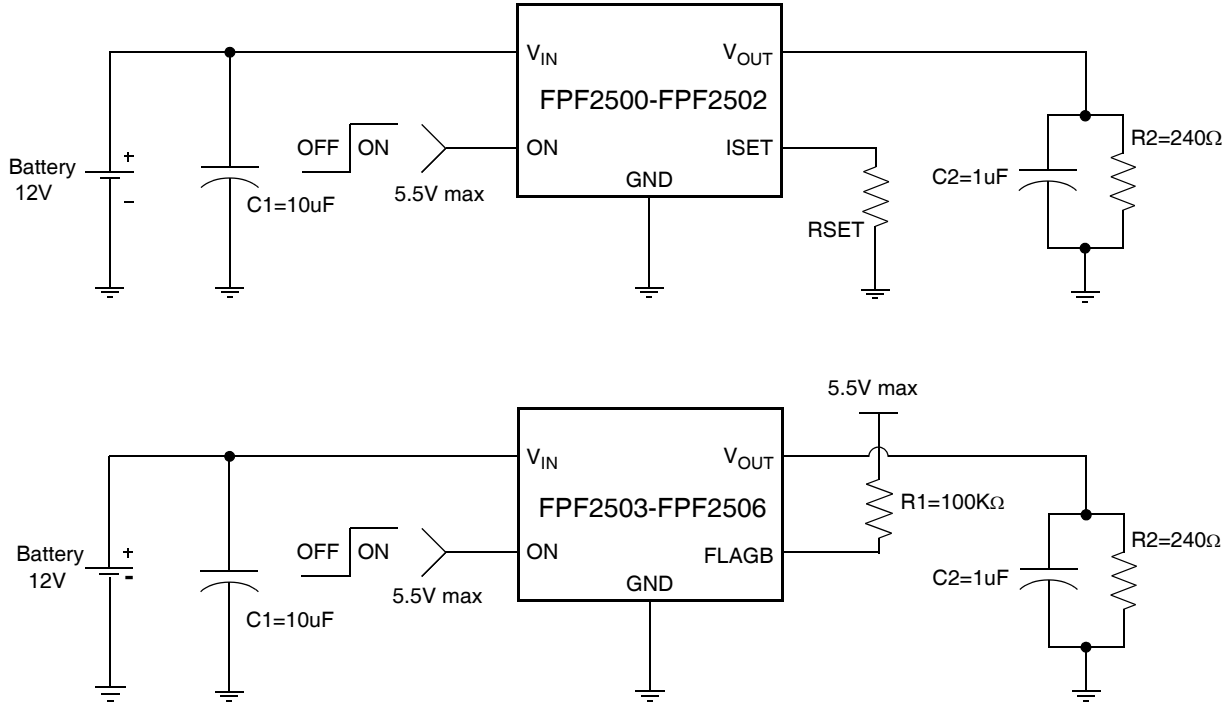 VIN
VOUT
FPF2500-FPF2502
OFF
ON
ON
ISET
R2=240Ω
Battery
12V
+
–
5.5V max
GND
C2=1uF
C1=10uF
RSET
5.5V max
VIN
VOUT
FPF2503-FPF2506
R1=100KΩ
OFF
ON
ON
FLAGB
R2=240Ω
Battery
12V
+
-
5.5V max
GND
C2=1uF
C1=10uF